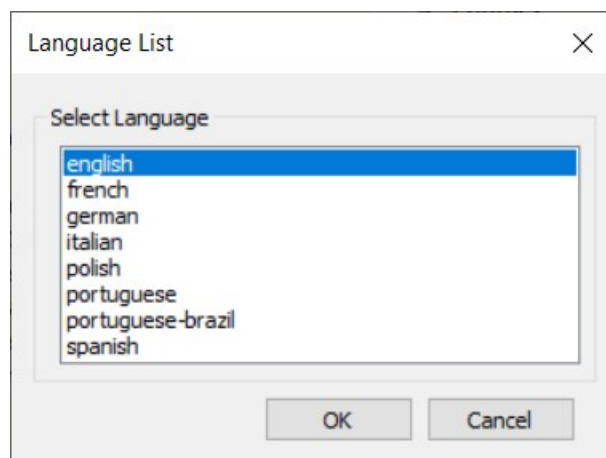 Language List
Select Language
english
french
german
italian
polish
portuguese
portuguese-brazil
spanish
OK Cancel